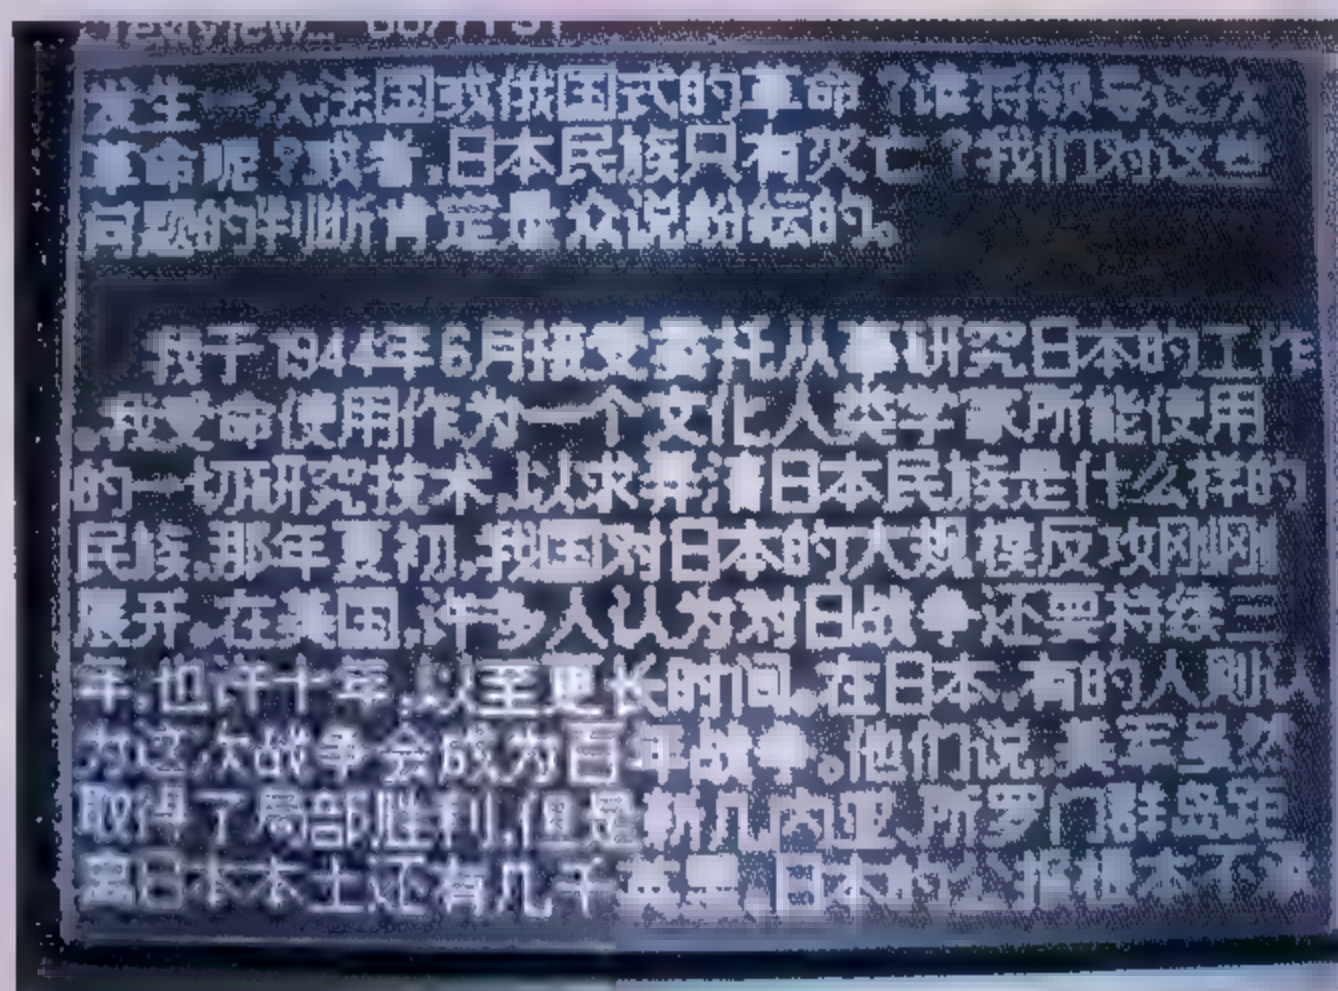 发生一次法国或俄国式的革命?谁将领导这次
革命呢?或者,日本民族只有灭亡?我们对这些
问题的判断肯定是众说纷纭的。
我于1944年6月接受委托从事研究日本的工作
。我受命使用作为一个文化人类学家所能使用
的一切研究技术,以求弄清日本民族是什么样的
民族。那年夏初,我国对日本的大规模反攻刚刚
展开。在美国,许多人认为对日战争还要持续三
年,也许十年,以至更长时间。在日本,有的人则认
为这次战争会成为百年战争。他们说,美军虽然
取得了局部胜利,但是新几内亚、所罗门群岛距
离日本本土还有几千 日本的公报根本不